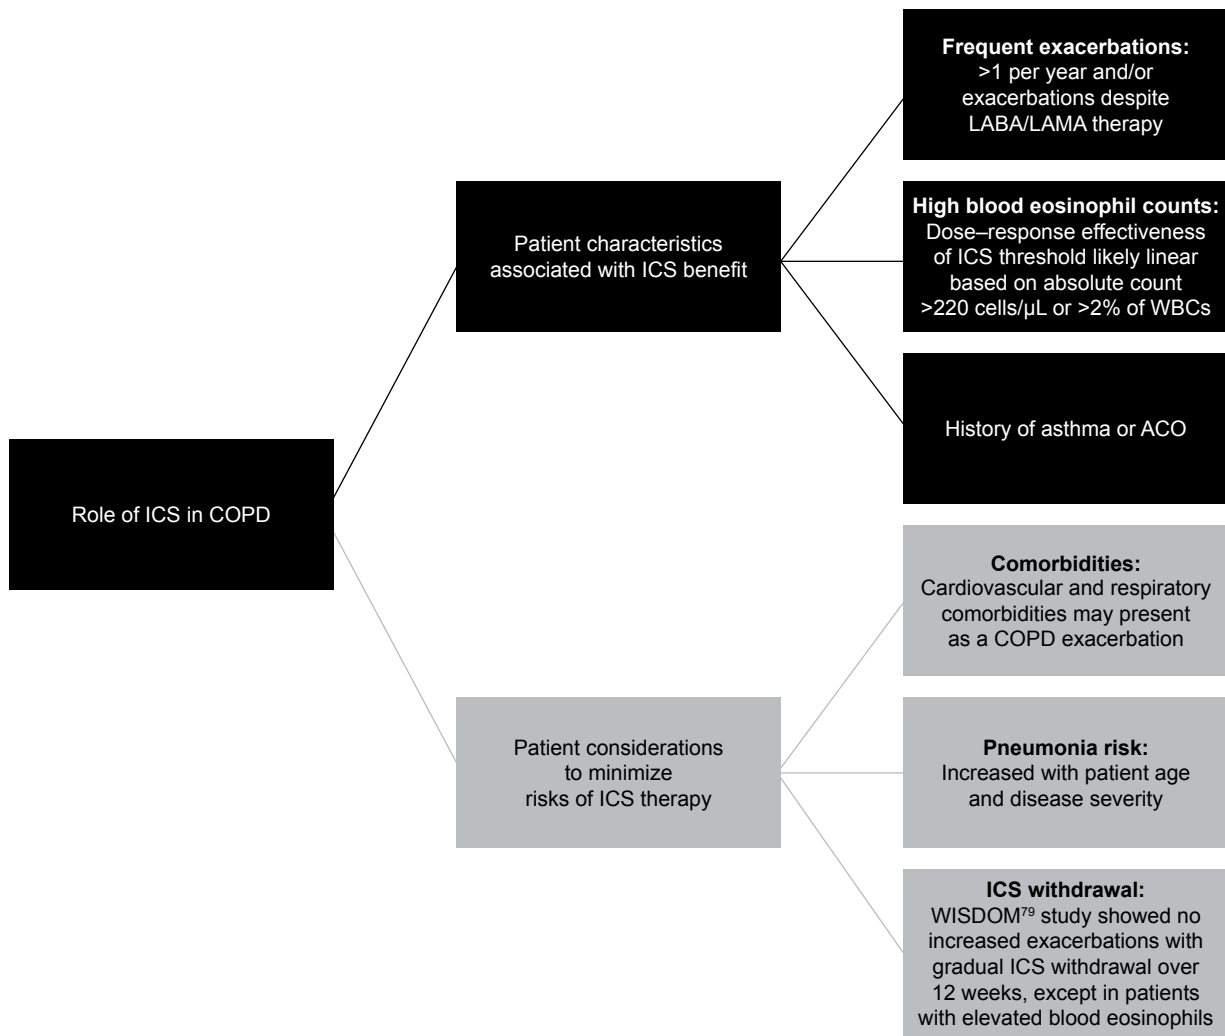 Role of ICS in COPD
Patient characteristics
associated with ICS benefit
Frequent exacerbations:
>1 per year and/or
exacerbations despite
LABA/LAMA therapy
High blood eosinophil counts:
Dose–response effectiveness
of ICS threshold likely linear
based on absolute count
>220 cells/µL or >2% of WBCs
History of asthma or ACO
Patient considerations
to minimize
risks of ICS therapy
Comorbidities:
Cardiovascular and respiratory
comorbidities may present
as a COPD exacerbation
Pneumonia risk:
Increased with patient age
and disease severity
ICS withdrawal:
WISDOM⁷⁹ study showed no
increased exacerbations with
gradual ICS withdrawal over
12 weeks, except in patients
with elevated blood eosinophils